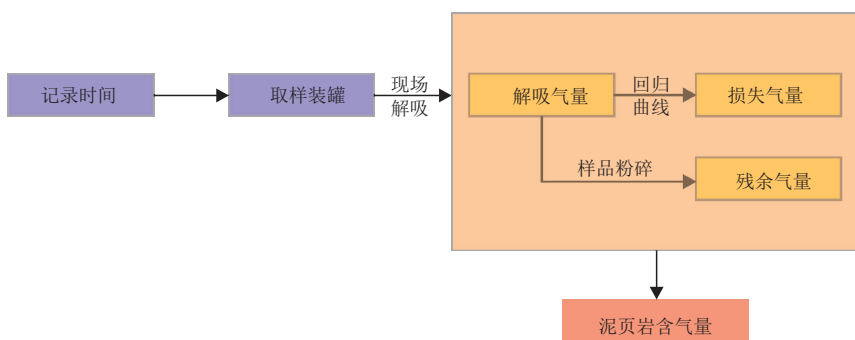 记录时间
取样装罐
现场
解吸
解吸气量
回归
曲线
损失气量
样品粉碎
残余气量
泥页岩含气量